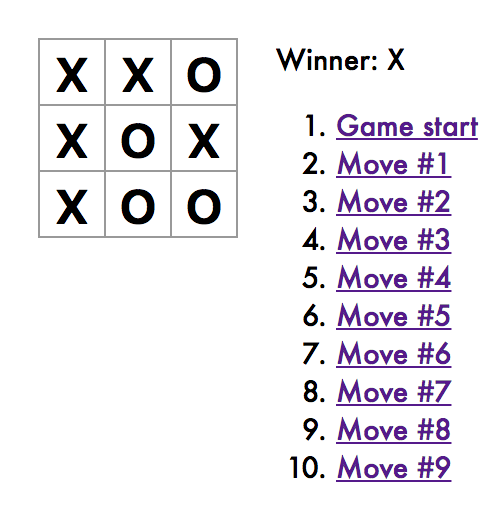 X X O
X O X
X O O
Winner: X
1. Game start
2. Move #1
3. Move #2
4. Move #3
5. Move #4
6. Move #5
7. Move #6
8. Move #7
9. Move #8
10. Move #9